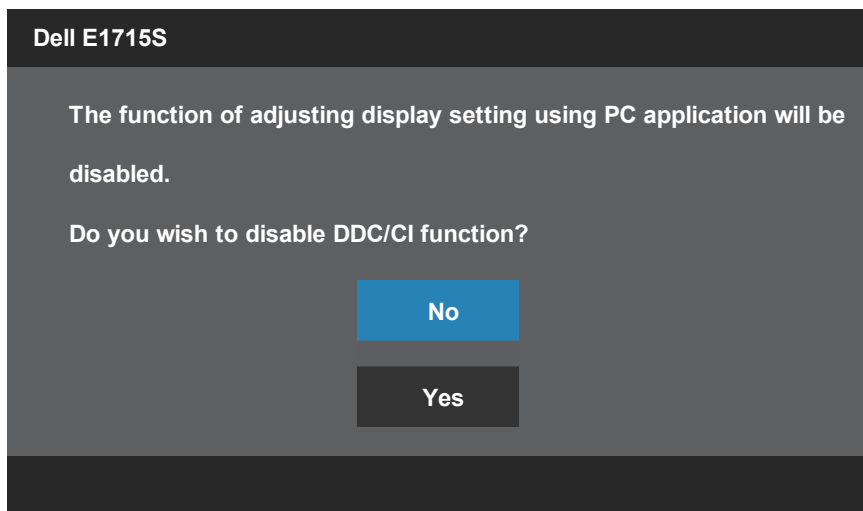 Dell E1715S
The function of adjusting display setting using PC application will be
disabled.
Do you wish to disable DDC/CI function?
No
Yes